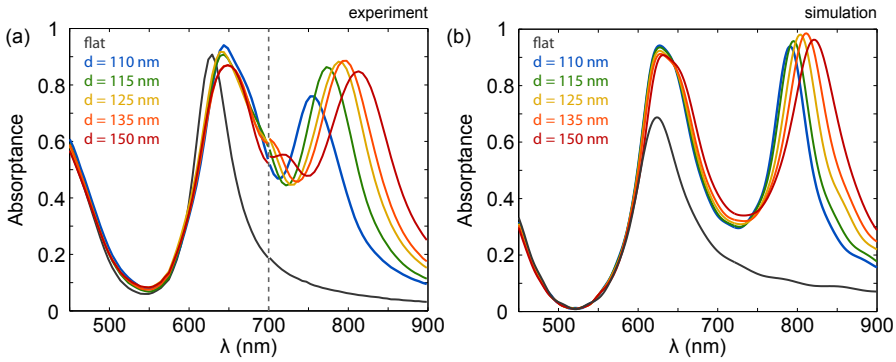 experiment
(a)
flat
d = 110 nm
d = 115 nm
d = 125 nm
d = 135 nm
d = 150 nm
Absorptance
1
0.8
0.6
0.4
0.2
0
500
600
700
800
900
λ (nm)
simulation
(b)
flat
d = 110 nm
d = 115 nm
d = 125 nm
d = 135 nm
d = 150 nm
Absorptance
1
0.8
0.6
0.4
0.2
0
500
600
700
800
900
λ (nm)